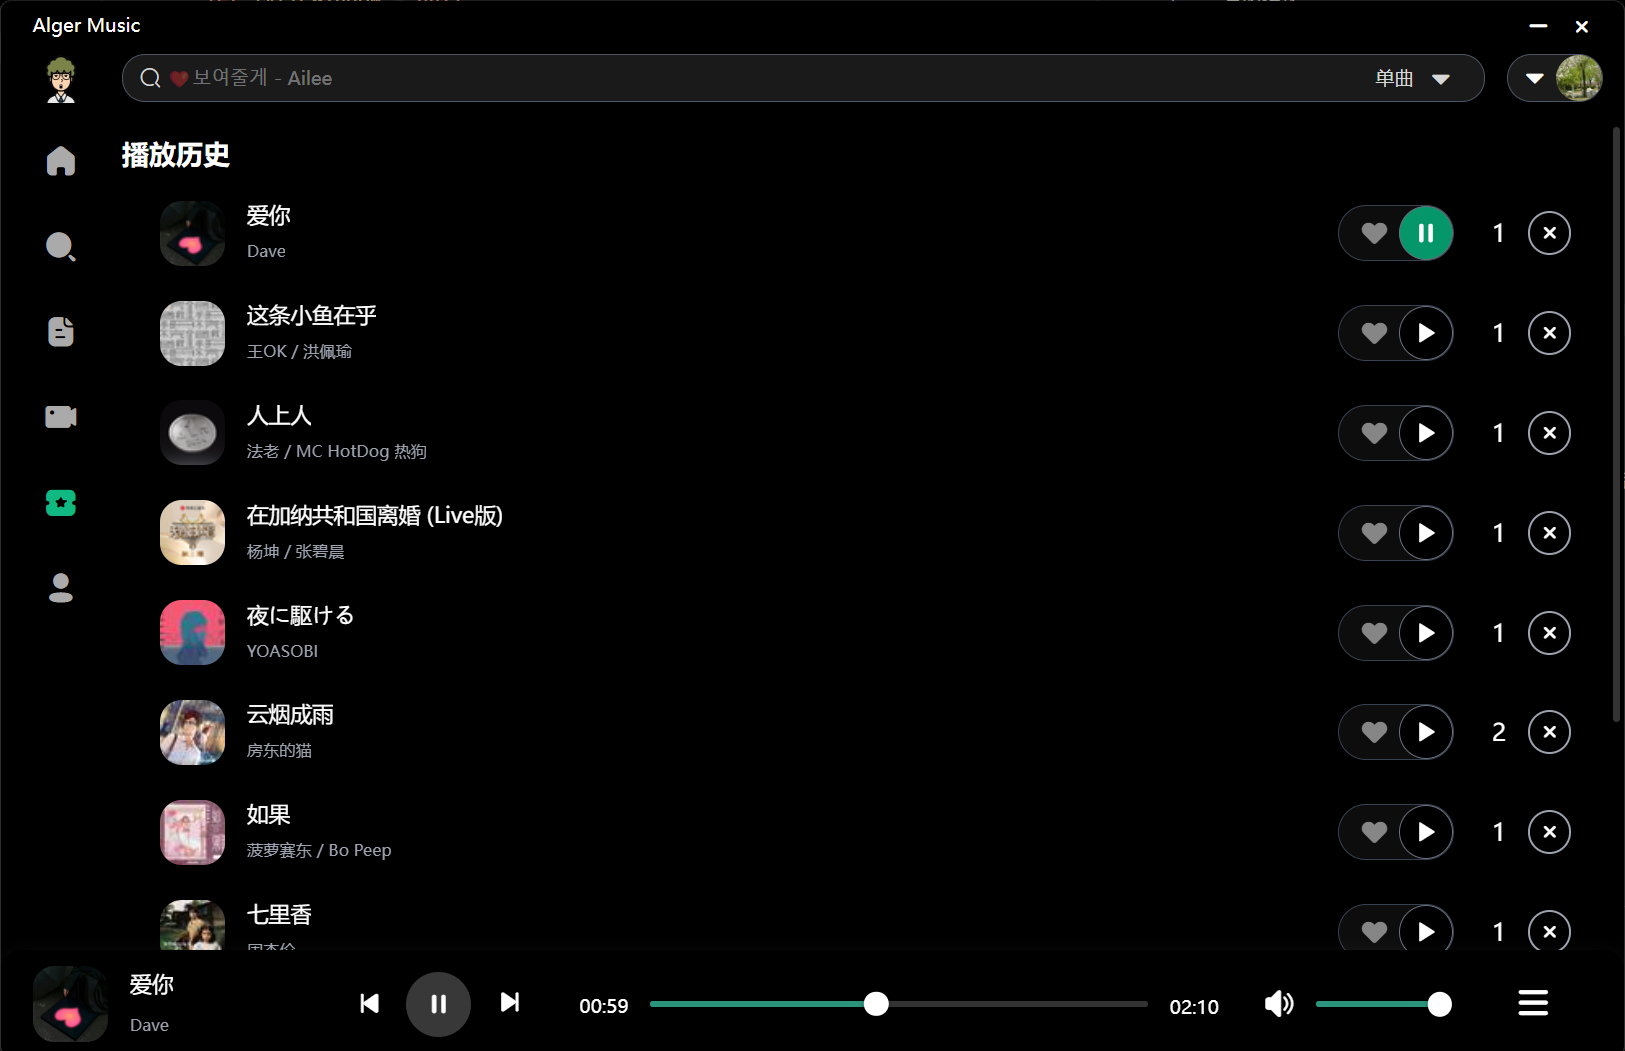 Alger Music
❤️보여줄게 - Ailee
单曲
播放历史
爱你
Dave
1
这条小鱼在乎
王OK / 洪佩瑜
1
人上人
法老 / MC HotDog 热狗
1
在加纳共和国离婚 (Live版)
杨坤 / 张碧晨
1
夜に駆ける
YOASOBI
1
云烟成雨
房东的猫
2
如果
菠萝赛东 / Bo Peep
1
七里香
周杰伦
1
爱你
Dave
00:59
02:10